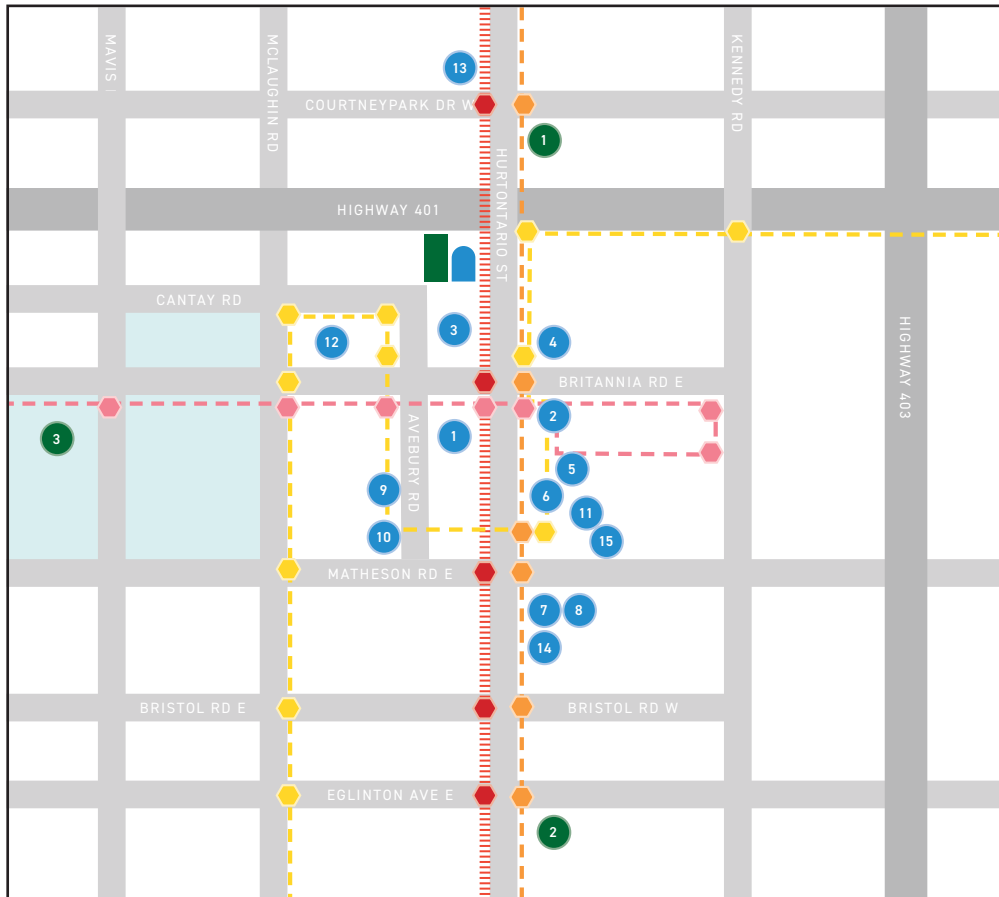 MAVIS
MCLAUGHIN RD
KENNEDY RD
13
COURTNEYPARK DR W
1
HURTONTARIO ST
HIGHWAY 401
CANTAY RD
3
4
12
HIGHWAY 403
BRITANNIA RD E
2
3
1
AVEBURY RD
5
9
6
11
10
15
MATHESON RD E
7
8
14
BRISTOL RD E
BRISTOL RD W
EGLINTON AVE E
2